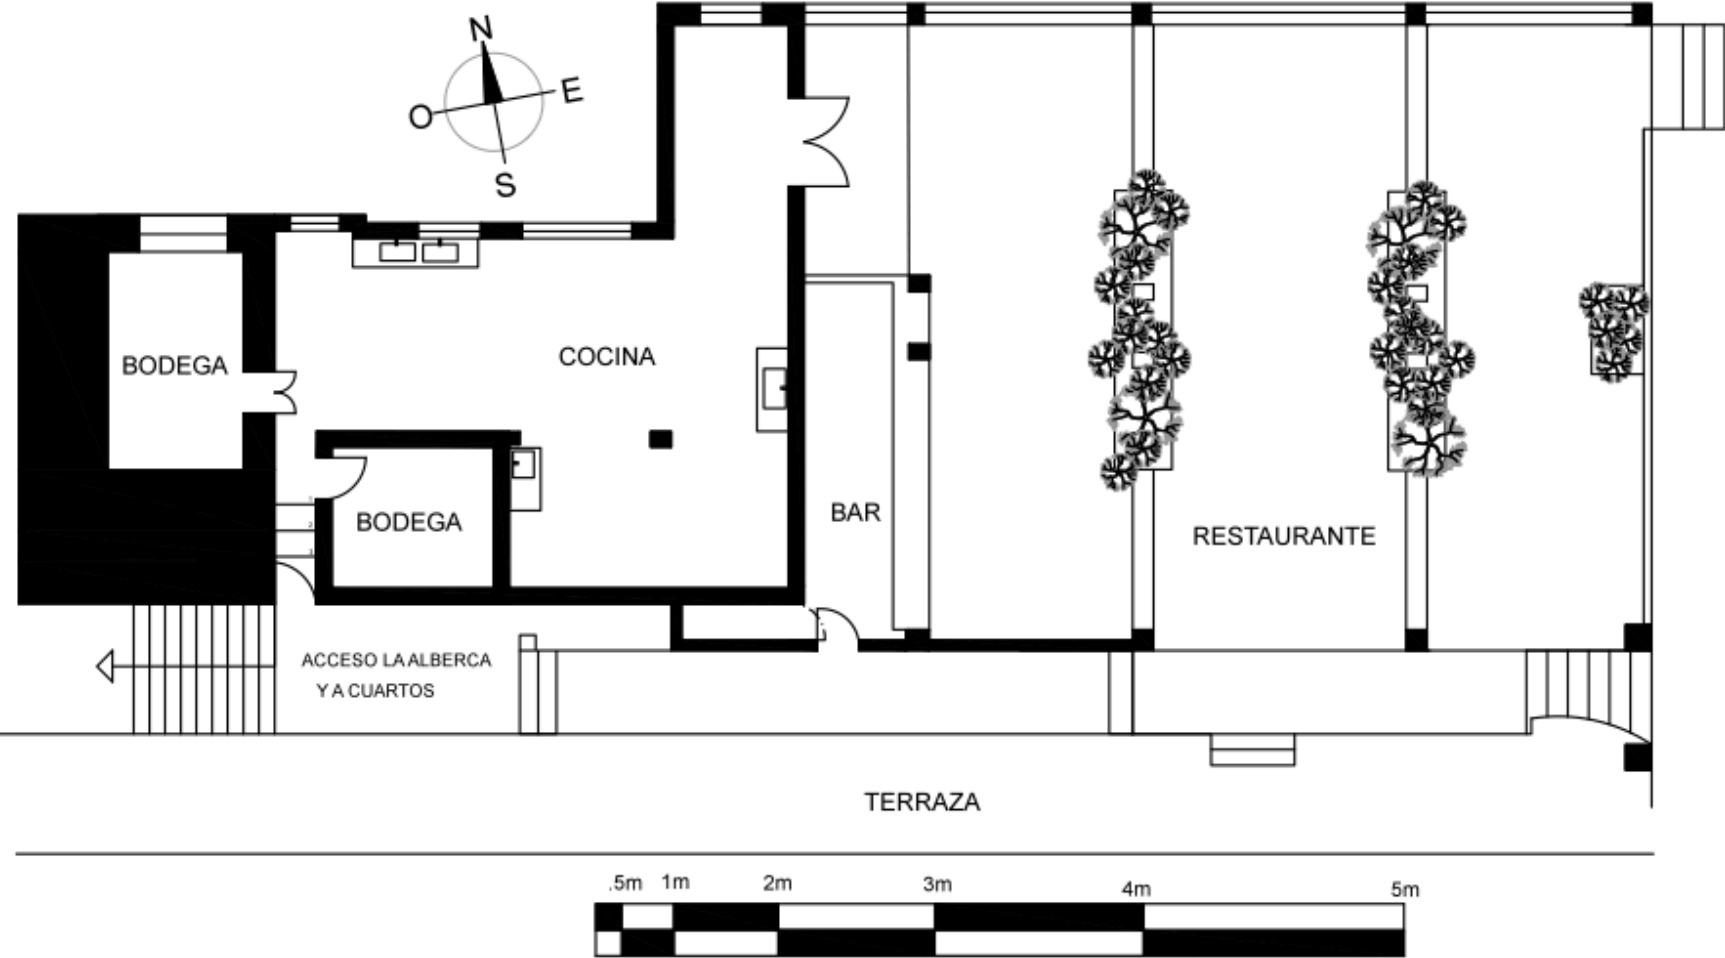 N
O
E
S
BODEGA
COCINA
BODEGA
BAR
RESTAURANTE
ACCESO LA ALBERCA
Y A CUARTOS
TERRAZA
.5m 1m 2m 3m 4m 5m